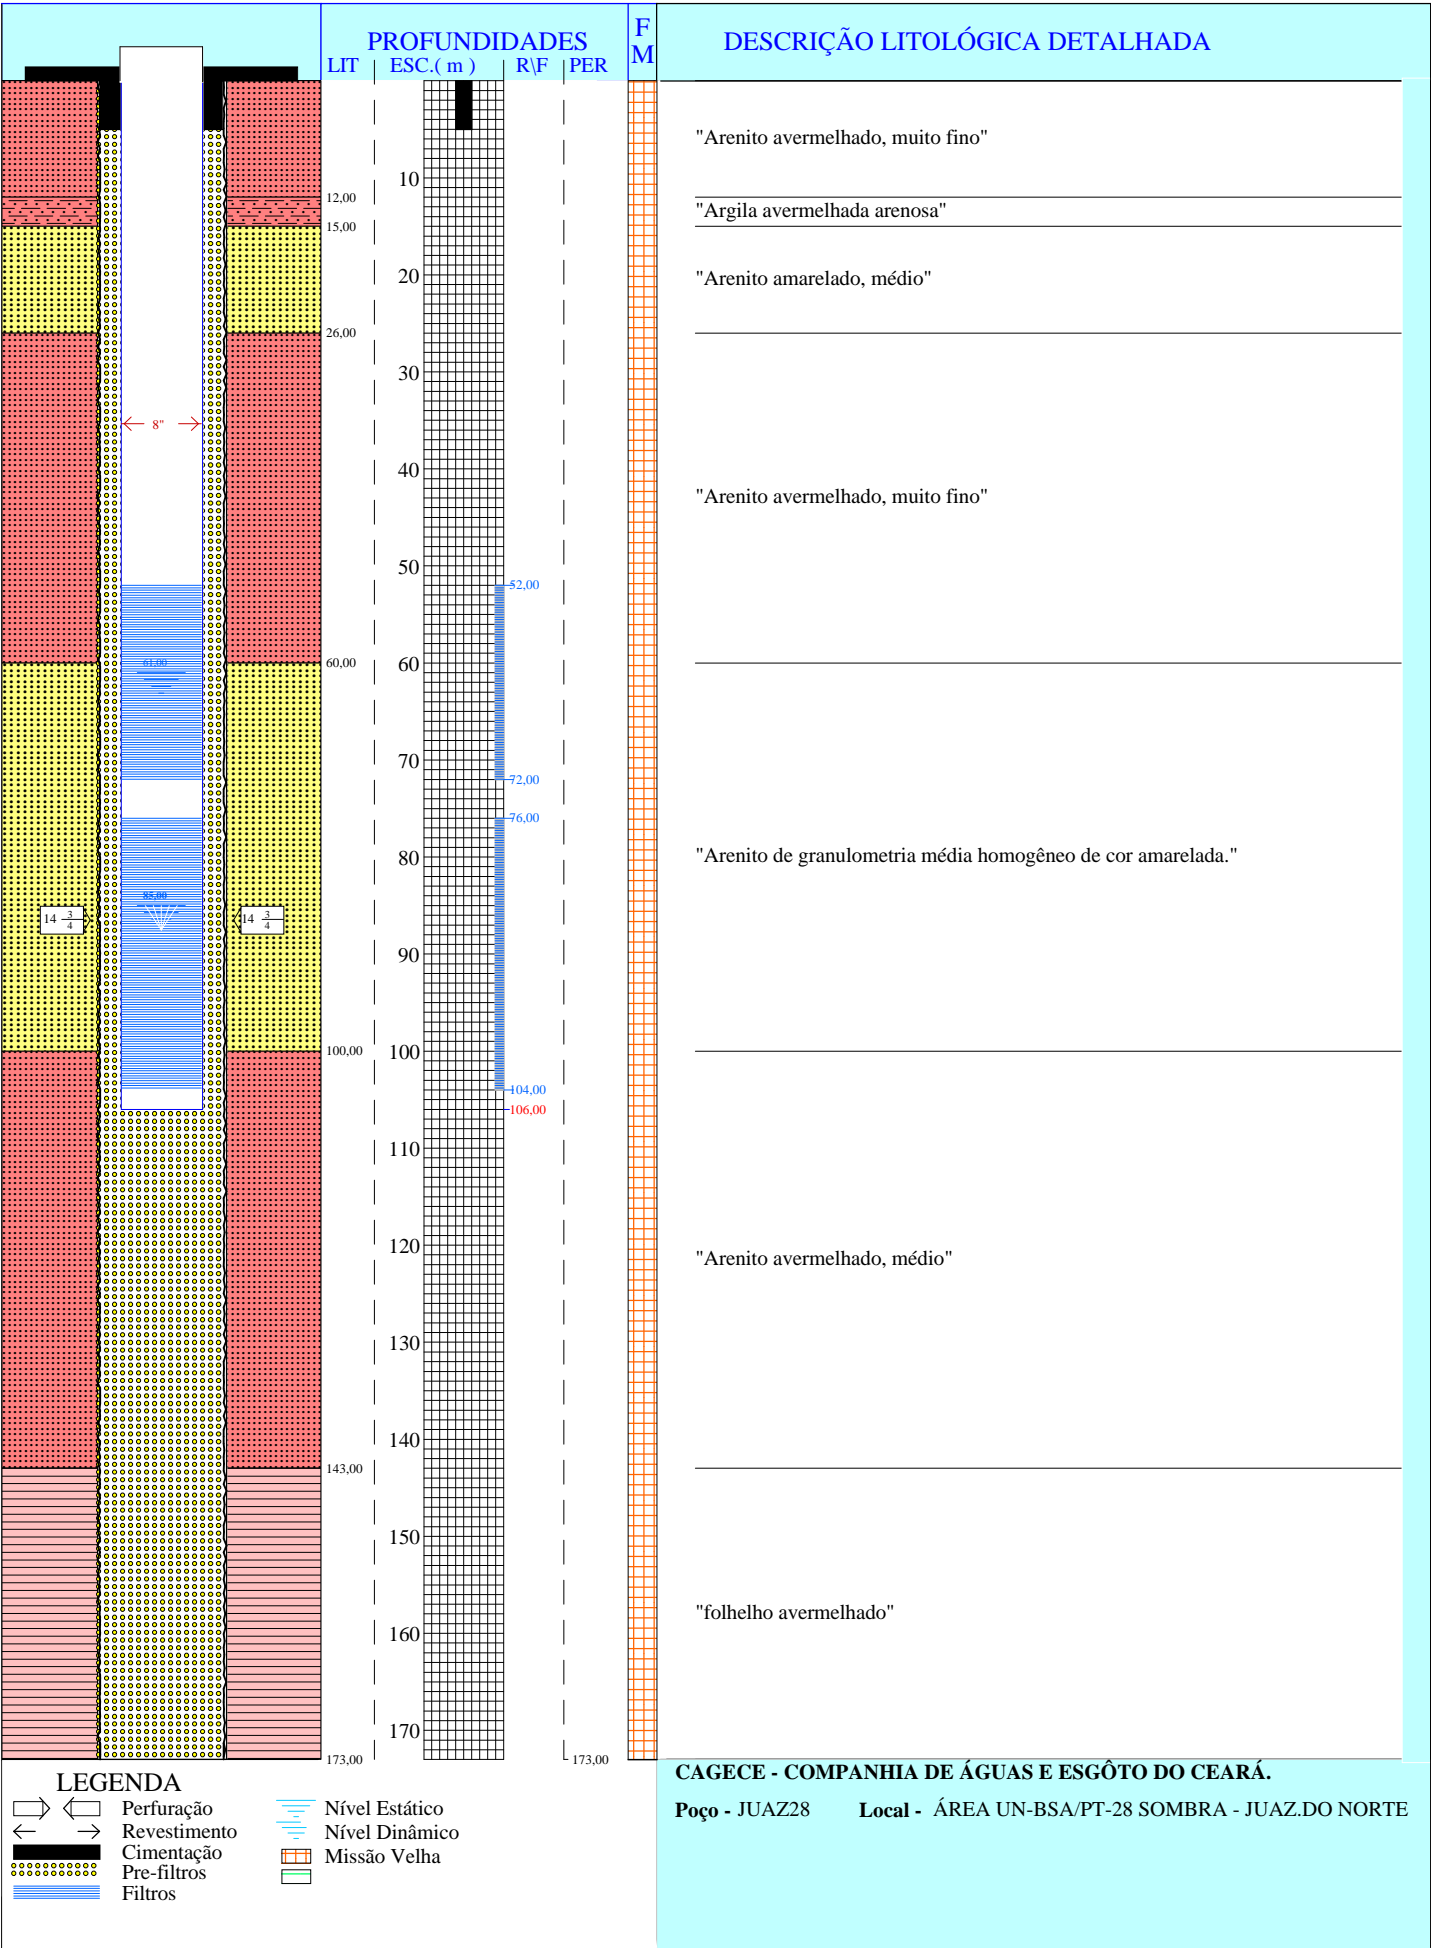 PROFUNDIDADES
LIT ESC.( m ) R\F PER
F
M
DESCRIÇÃO LITOLÓGICA DETALHADA
"Arenito avermelhado, muito fino"
10
12,00
"Argila avermelhada arenosa"
15,00
20
"Arenito amarelado, médio"
26,00
30
8"
40
"Arenito avermelhado, muito fino"
50
52,00
61,00
60,00
60
70
72,00
76,00
80
"Arenito de granulometria média homogêneo de cor amarelada."
85,00
14 3/4
14 3/4
90
100,00
100
104,00
106,00
110
120
"Arenito avermelhado, médio"
130
140
143,00
150
"folhelho avermelhado"
160
170
173,00
173,00
LEGENDA
Perfuração
Revestimento
Cimentação
Pre-filtros
Filtros
Nível Estático
Nível Dinâmico
Missão Velha
CAGECE - COMPANHIA DE ÁGUAS E ESGÔTO DO CEARÁ.
Poço - JUAZ28 Local - ÁREA UN-BSA/PT-28 SOMBRA - JUAZ.DO NORTE